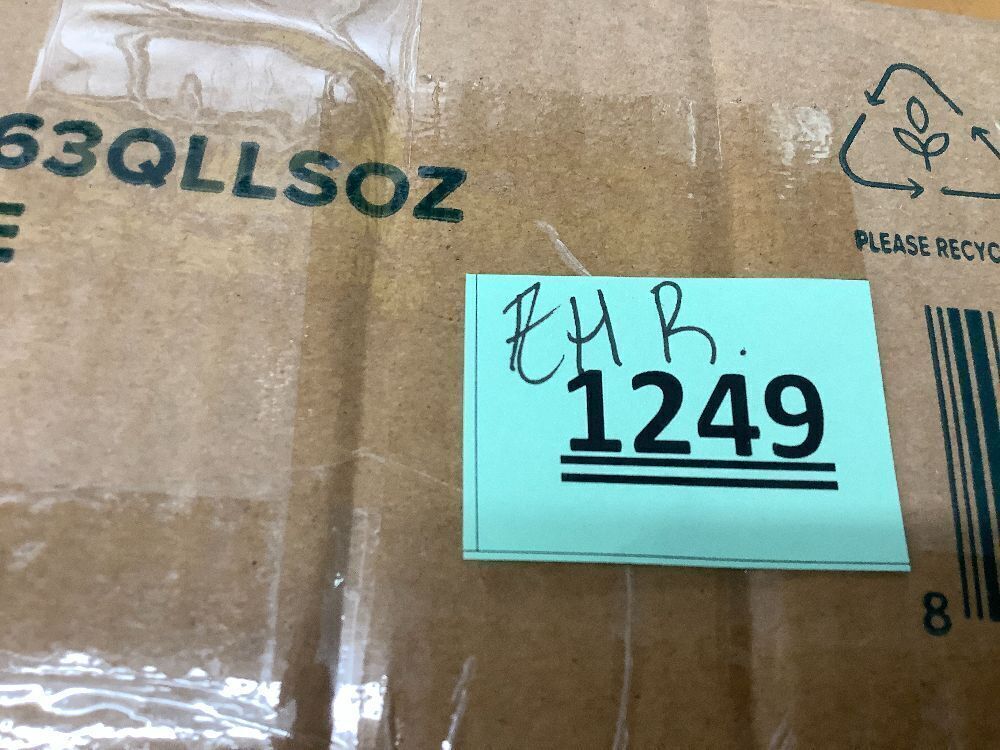 63QLLSOZ
E
PLEASE RECYC
EHR.
1249
8